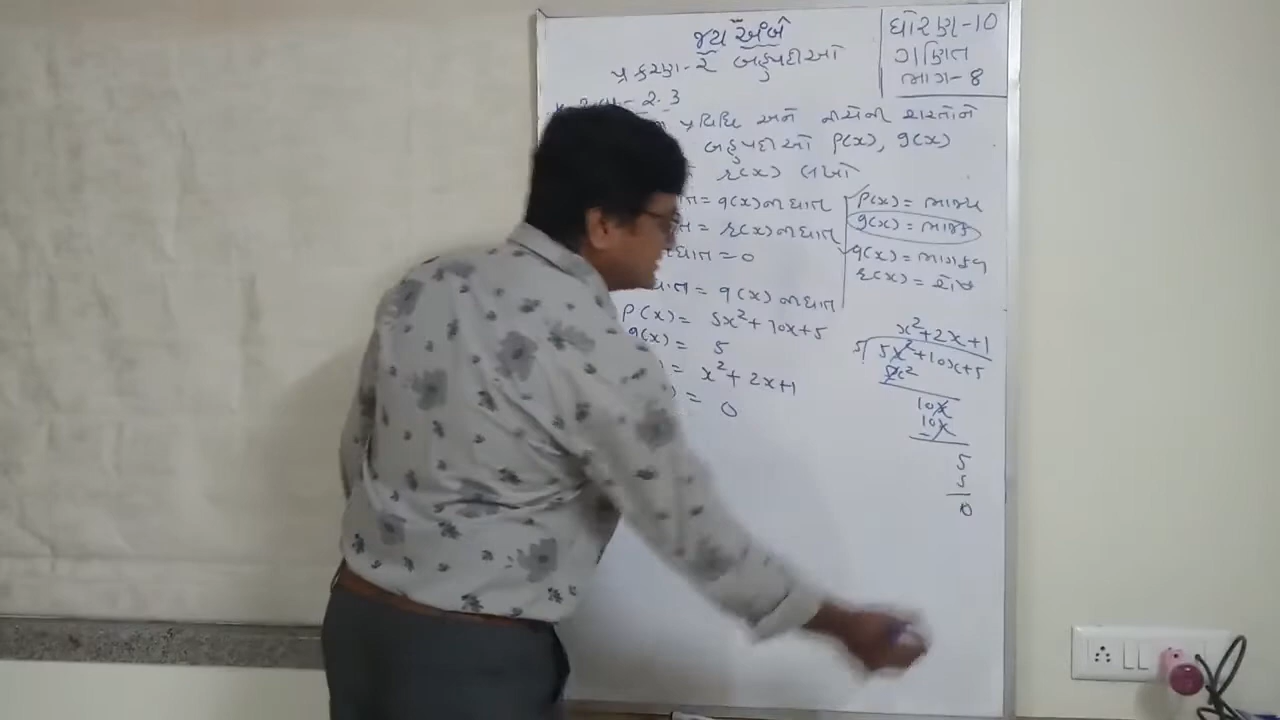 જય અંબે
પ્રકરણ-૨ બહુપદીઓ
ધોરણ-10
ગણિત
ભાગ-8
2.3
પ્રવિધિ અને નીચેની શરતોને
બહુપદીઓ p(x), g(x)
r(x) લખો
= q(x)ની ઘાત
= r(x)ની ઘાત
ઘાત = 0
ઘાત = q(x) ની ઘાત
p(x) = ભાજ્ય
g(x) = ભાજક
q(x) = ભાગફળ
r(x) = શેષ
P(x) = 5x²+10x+5
g(x) = 5
= x²+2x+1
= 0
x²+2x+1
5 5x²+10x+5
5x²
10x
10x
5
5
0